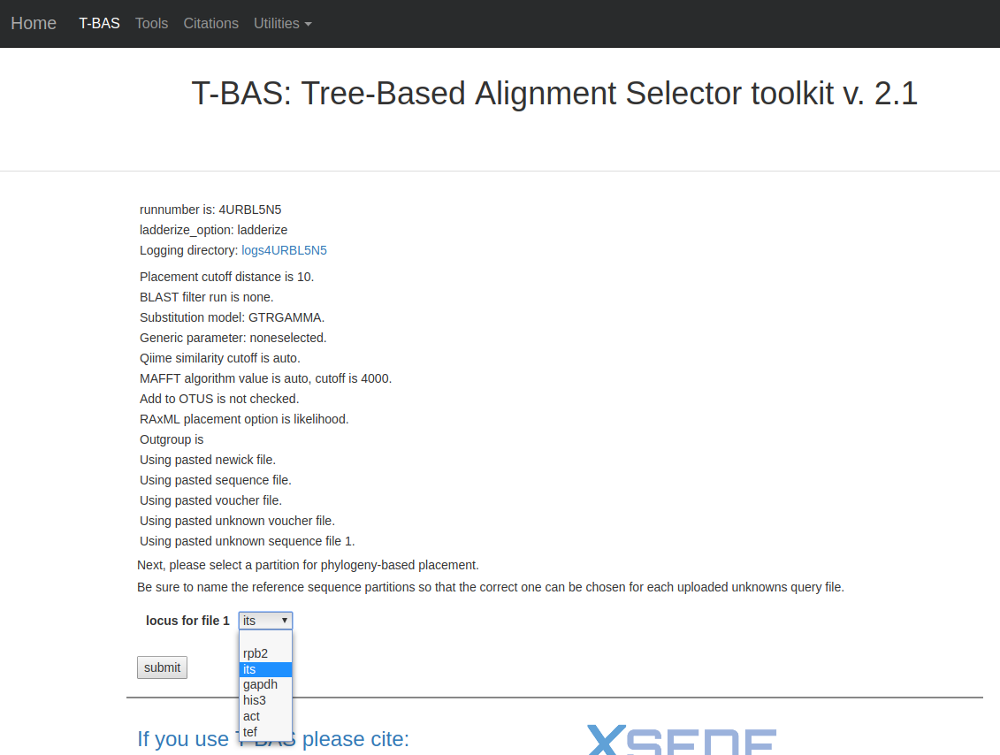 Home T-BAS Tools Citations Utilities
T-BAS: Tree-Based Alignment Selector toolkit v. 2.1
runnumber is: 4URBL5N5
ladderize_option: ladderize
Logging directory: logs4URBL5N5
Placement cutoff distance is 10.
BLAST filter run is none.
Substitution model: GTRGAMMA.
Generic parameter: noneselected.
Qiime similarity cutoff is auto.
MAFFT algorithm value is auto, cutoff is 4000.
Add to OTUS is not checked.
RAxML placement option is likelihood.
Outgroup is
Using pasted newick file.
Using pasted sequence file.
Using pasted voucher file.
Using pasted unknown voucher file.
Using pasted unknown sequence file 1.
Next, please select a partition for phylogeny-based placement.
Be sure to name the reference sequence partitions so that the correct one can be chosen for each uploaded unknowns query file.
locus for file 1 its
rpb2
its
submit
gapdh
his3
act
tef
If you use T-BAS please cite:
XSEDE